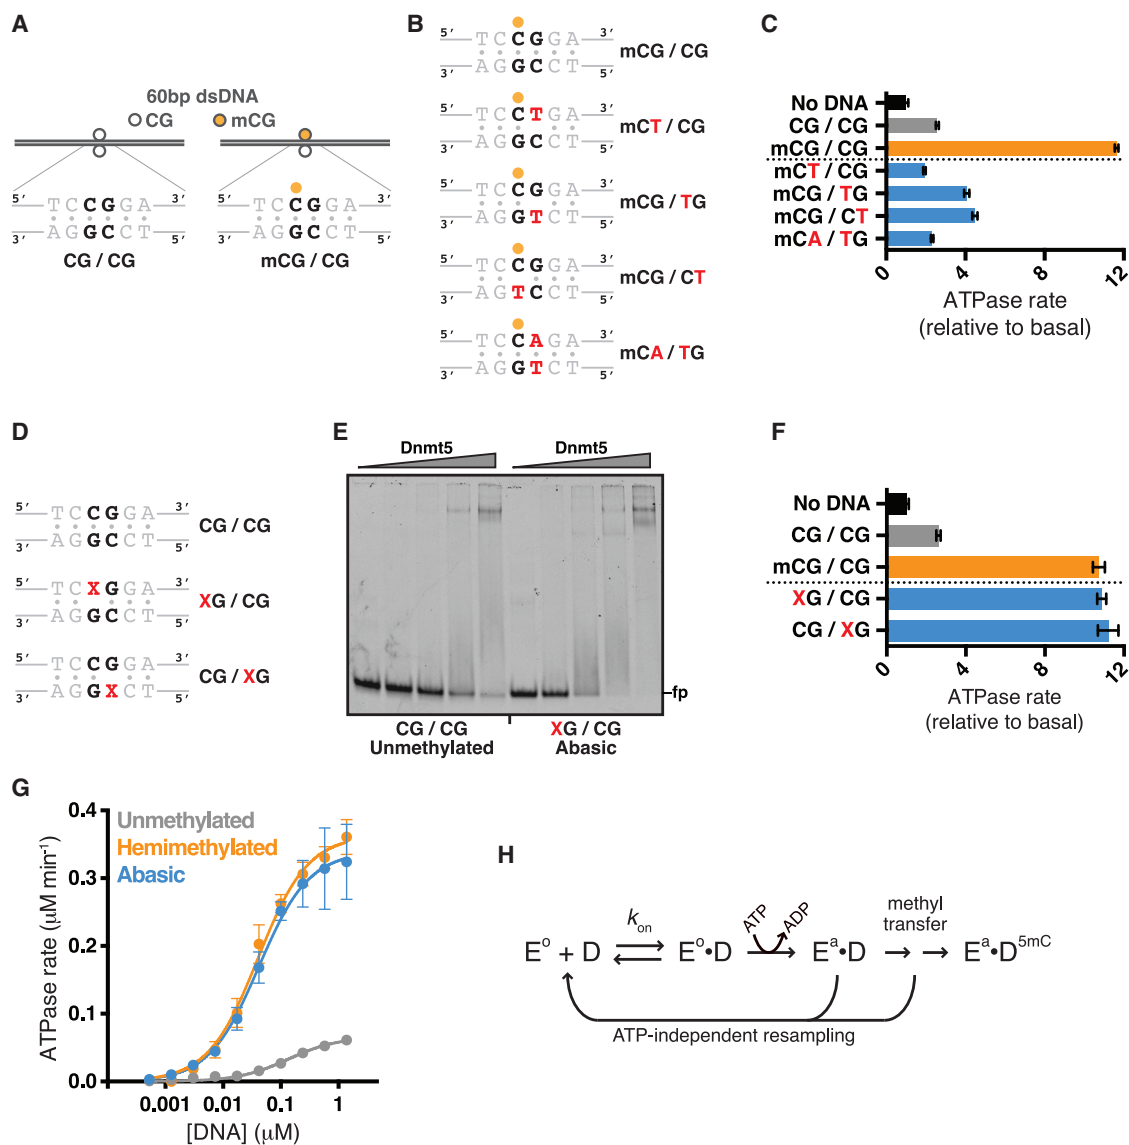 A
60bp dsDNA
CG mCG
5′ TCCGGA 3′
3′ AGGCCT 5′
CG / CG
5′ TCCGGA 3′
3′ AGGCCT 5′
mCG / CG
B
5′ TCCGGA 3′
3′ AGGCCT 5′
mCG / CG
5′ TCCTGA 3′
3′ AGGCCT 5′
mCT / CG
5′ TCCGGA 3′
3′ AGGTCT 5′
mCG / TG
5′ TCCGGA 3′
3′ AGTCCT 5′
mCG / CT
5′ TCCAGA 3′
3′ AGGTCT 5′
mCA / TG
C
No DNA
CG / CG
mCG / CG
mCT / CG
mCG / TG
mCG / CT
mCA / TG
0 4 8 12
ATPase rate
(relative to basal)
D
5′ TCCGGA 3′
3′ AGGCCT 5′
CG / CG
5′ TCXGGA 3′
3′ AGGCCT 5′
XG / CG
5′ TCCGGA 3′
3′ AGGXCT 5′
CG / XG
E
Dnmt5 Dnmt5
fp
CG / CG XG / CG
Unmethylated Abasic
F
No DNA
CG / CG
mCG / CG
XG / CG
CG / XG
0 4 8 12
ATPase rate
(relative to basal)
G
Unmethylated
Hemimethylated
Abasic
0.4
0.3
0.2
0.1
0.0
ATPase rate (μM min⁻¹)
0.001 0.01 0.1 1
[DNA] (μM)
H
kon ATP ADP methyl transfer
Eᵒ + D Eᵒ•D Eᵃ•D Eᵃ•D⁵ᵐᶜ
ATP-independent resampling